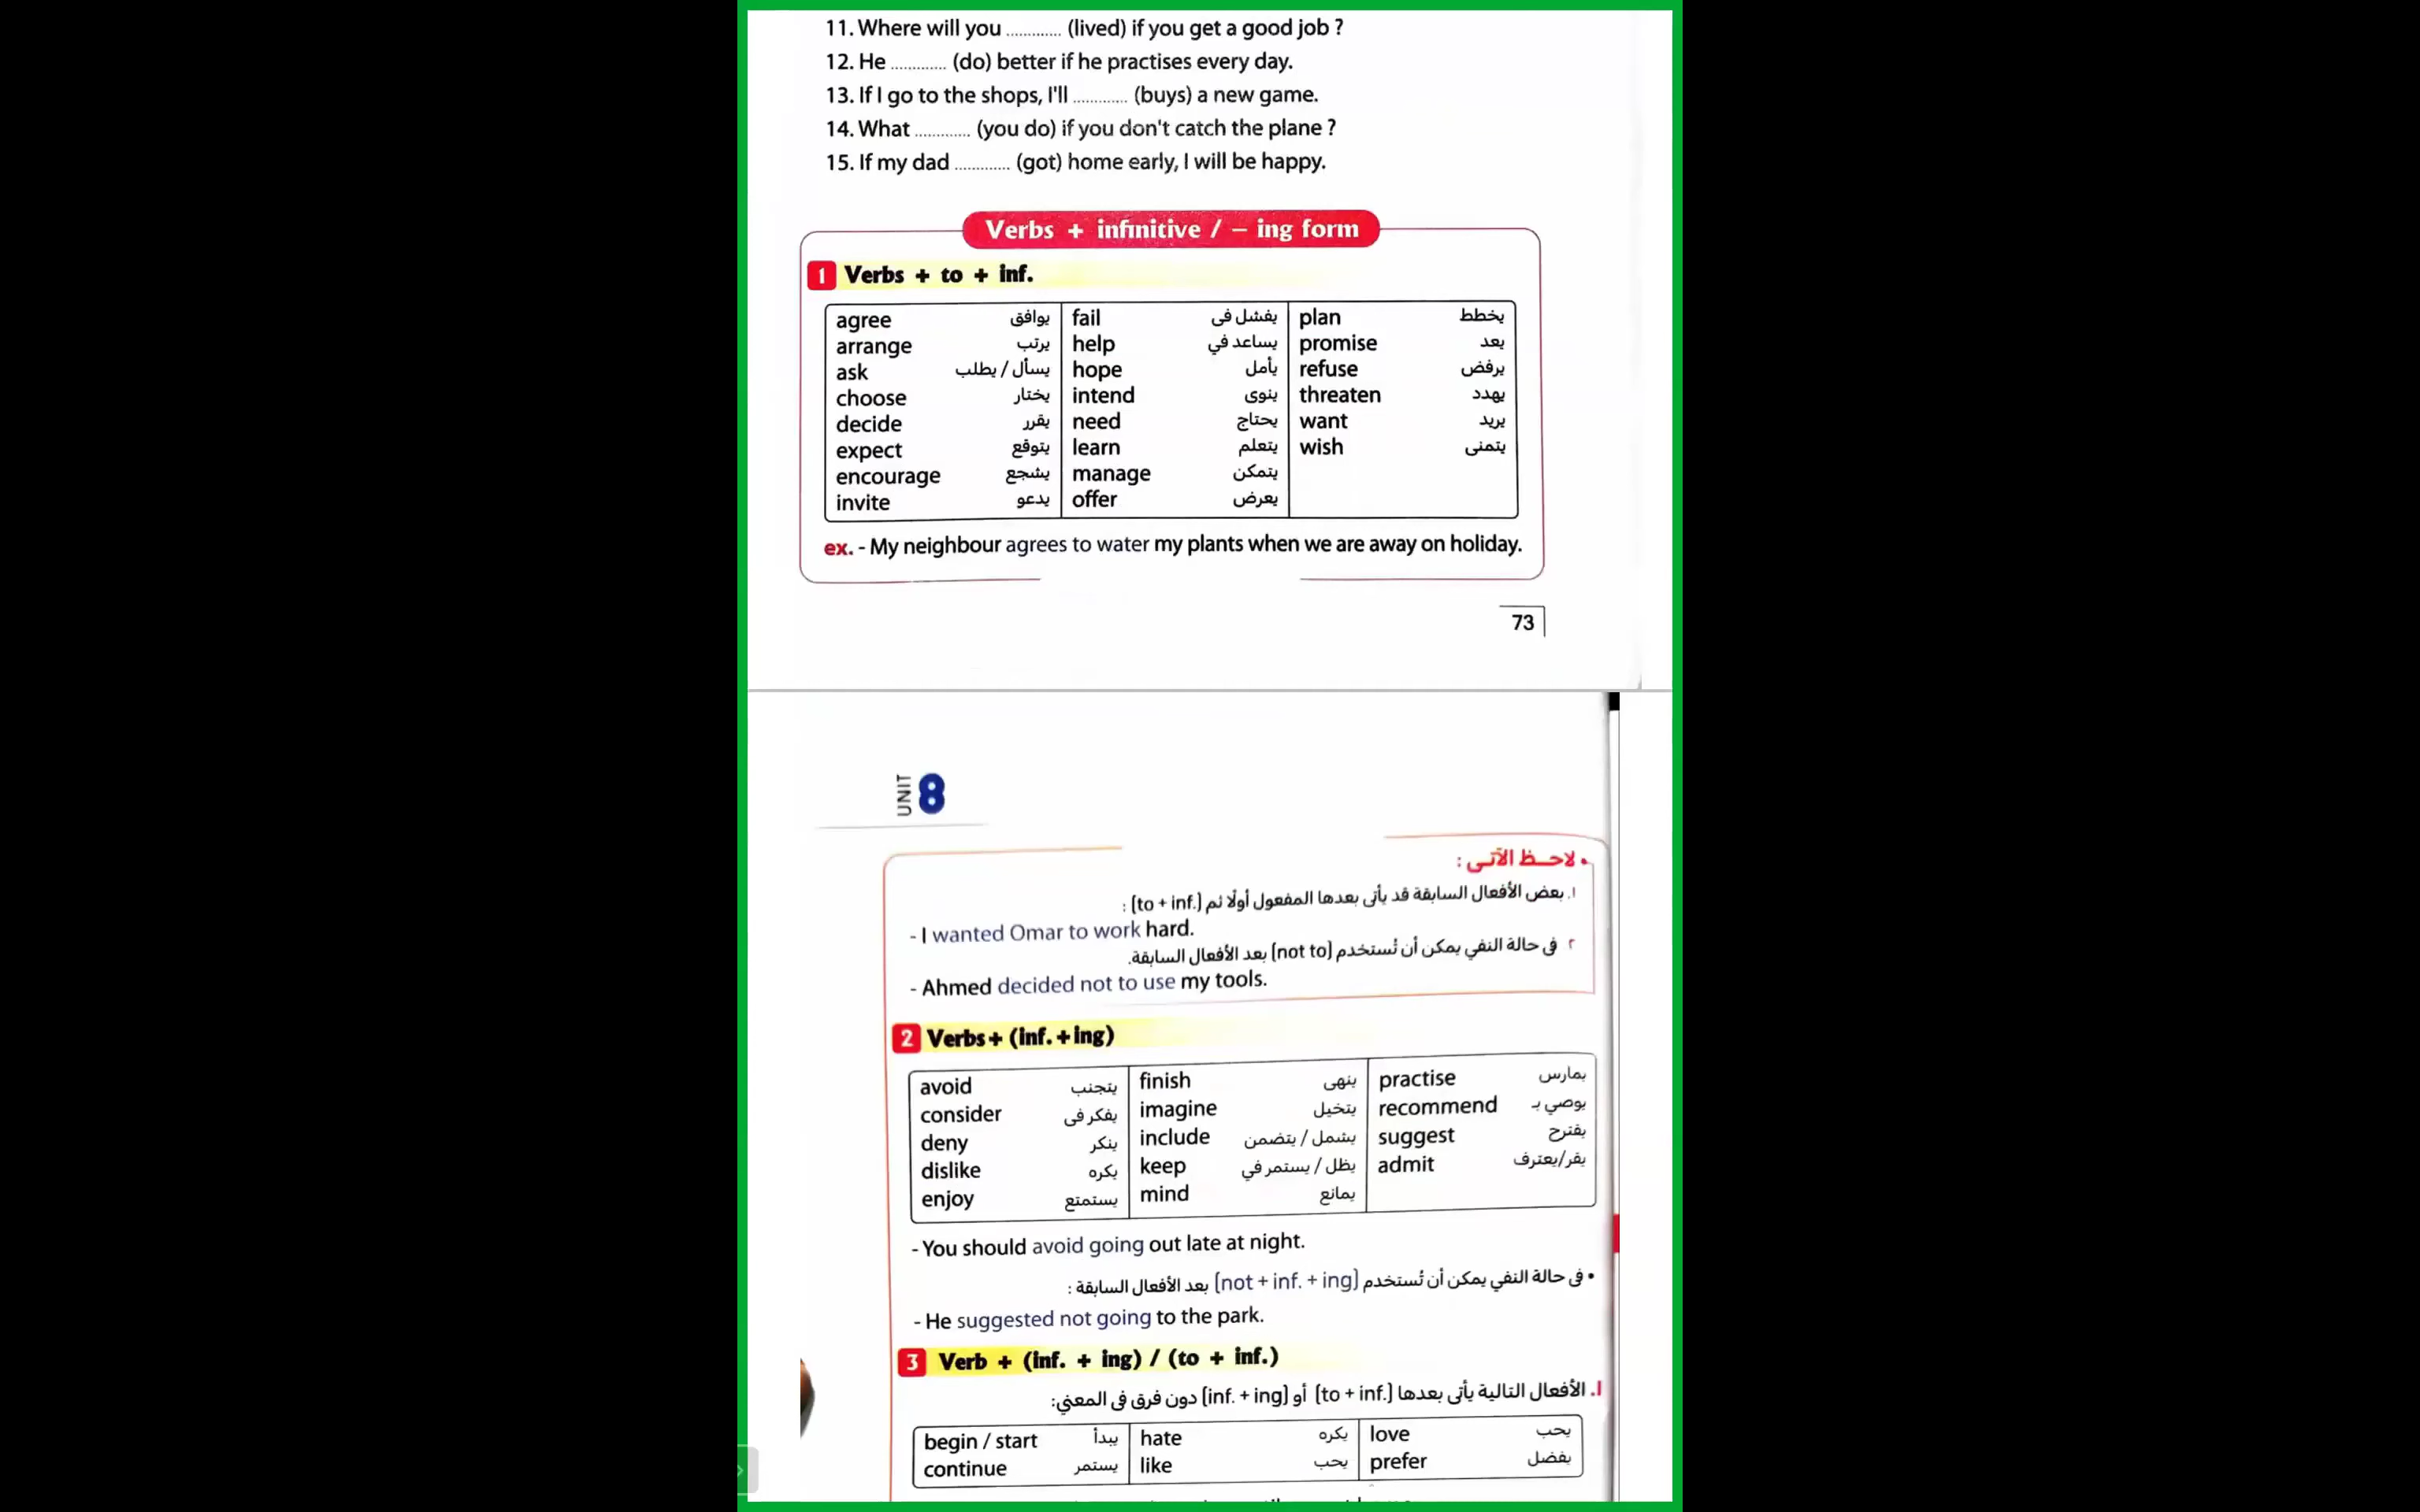 11. Where will you ............ (lived) if you get a good job ?
12. He ............ (do) better if he practises every day.
13. If I go to the shops, I'll ............ (buys) a new game.
14. What ............ (you do) if you don't catch the plane ?
15. If my dad ............ (got) home early, I will be happy.
Verbs + infinitive / – ing form
1 Verbs + to + inf.
agree يوافق fail يفشل فى plan يخطط
arrange يرتب help يساعد في promise يعد
ask يسأل / يطلب hope يأمل refuse يرفض
choose يختار intend ينوى threaten يهدد
decide يقرر need يحتاج want يريد
expect يتوقع learn يتعلم wish يتمنى
encourage يشجع manage يتمكن
invite يدعو offer يعرض
ex. - My neighbour agrees to water my plants when we are away on holiday.
73
UNIT 8
• لاحــظ الآتــى :
١. بعض الأفعال السابقة قد يأتى بعدها المفعول أولًا ثم (to + inf.) :
- I wanted Omar to work hard.
٢ فى حالة النفي يمكن أن تُستخدم (not to) بعد الأفعال السابقة.
- Ahmed decided not to use my tools.
2 Verbs + (inf. + ing)
avoid يتجنب finish ينهى practise يمارس
consider يفكر فى imagine يتخيل recommend يوصي بـ
deny ينكر include يشمل / يتضمن suggest يقترح
dislike يكره keep يظل / يستمر في admit يقر/يعترف
enjoy يستمتع mind يمانع
- You should avoid going out late at night.
• فى حالة النفي يمكن أن تُستخدم (not + inf. + ing) بعد الأفعال السابقة :
- He suggested not going to the park.
3 Verb + (inf. + ing) / (to + inf.)
١. الأفعال التالية يأتى بعدها (to + inf.) أو (inf. + ing) دون فرق فى المعني:
begin / start يبدأ hate يكره love يحب
continue يستمر like يحب prefer يفضل